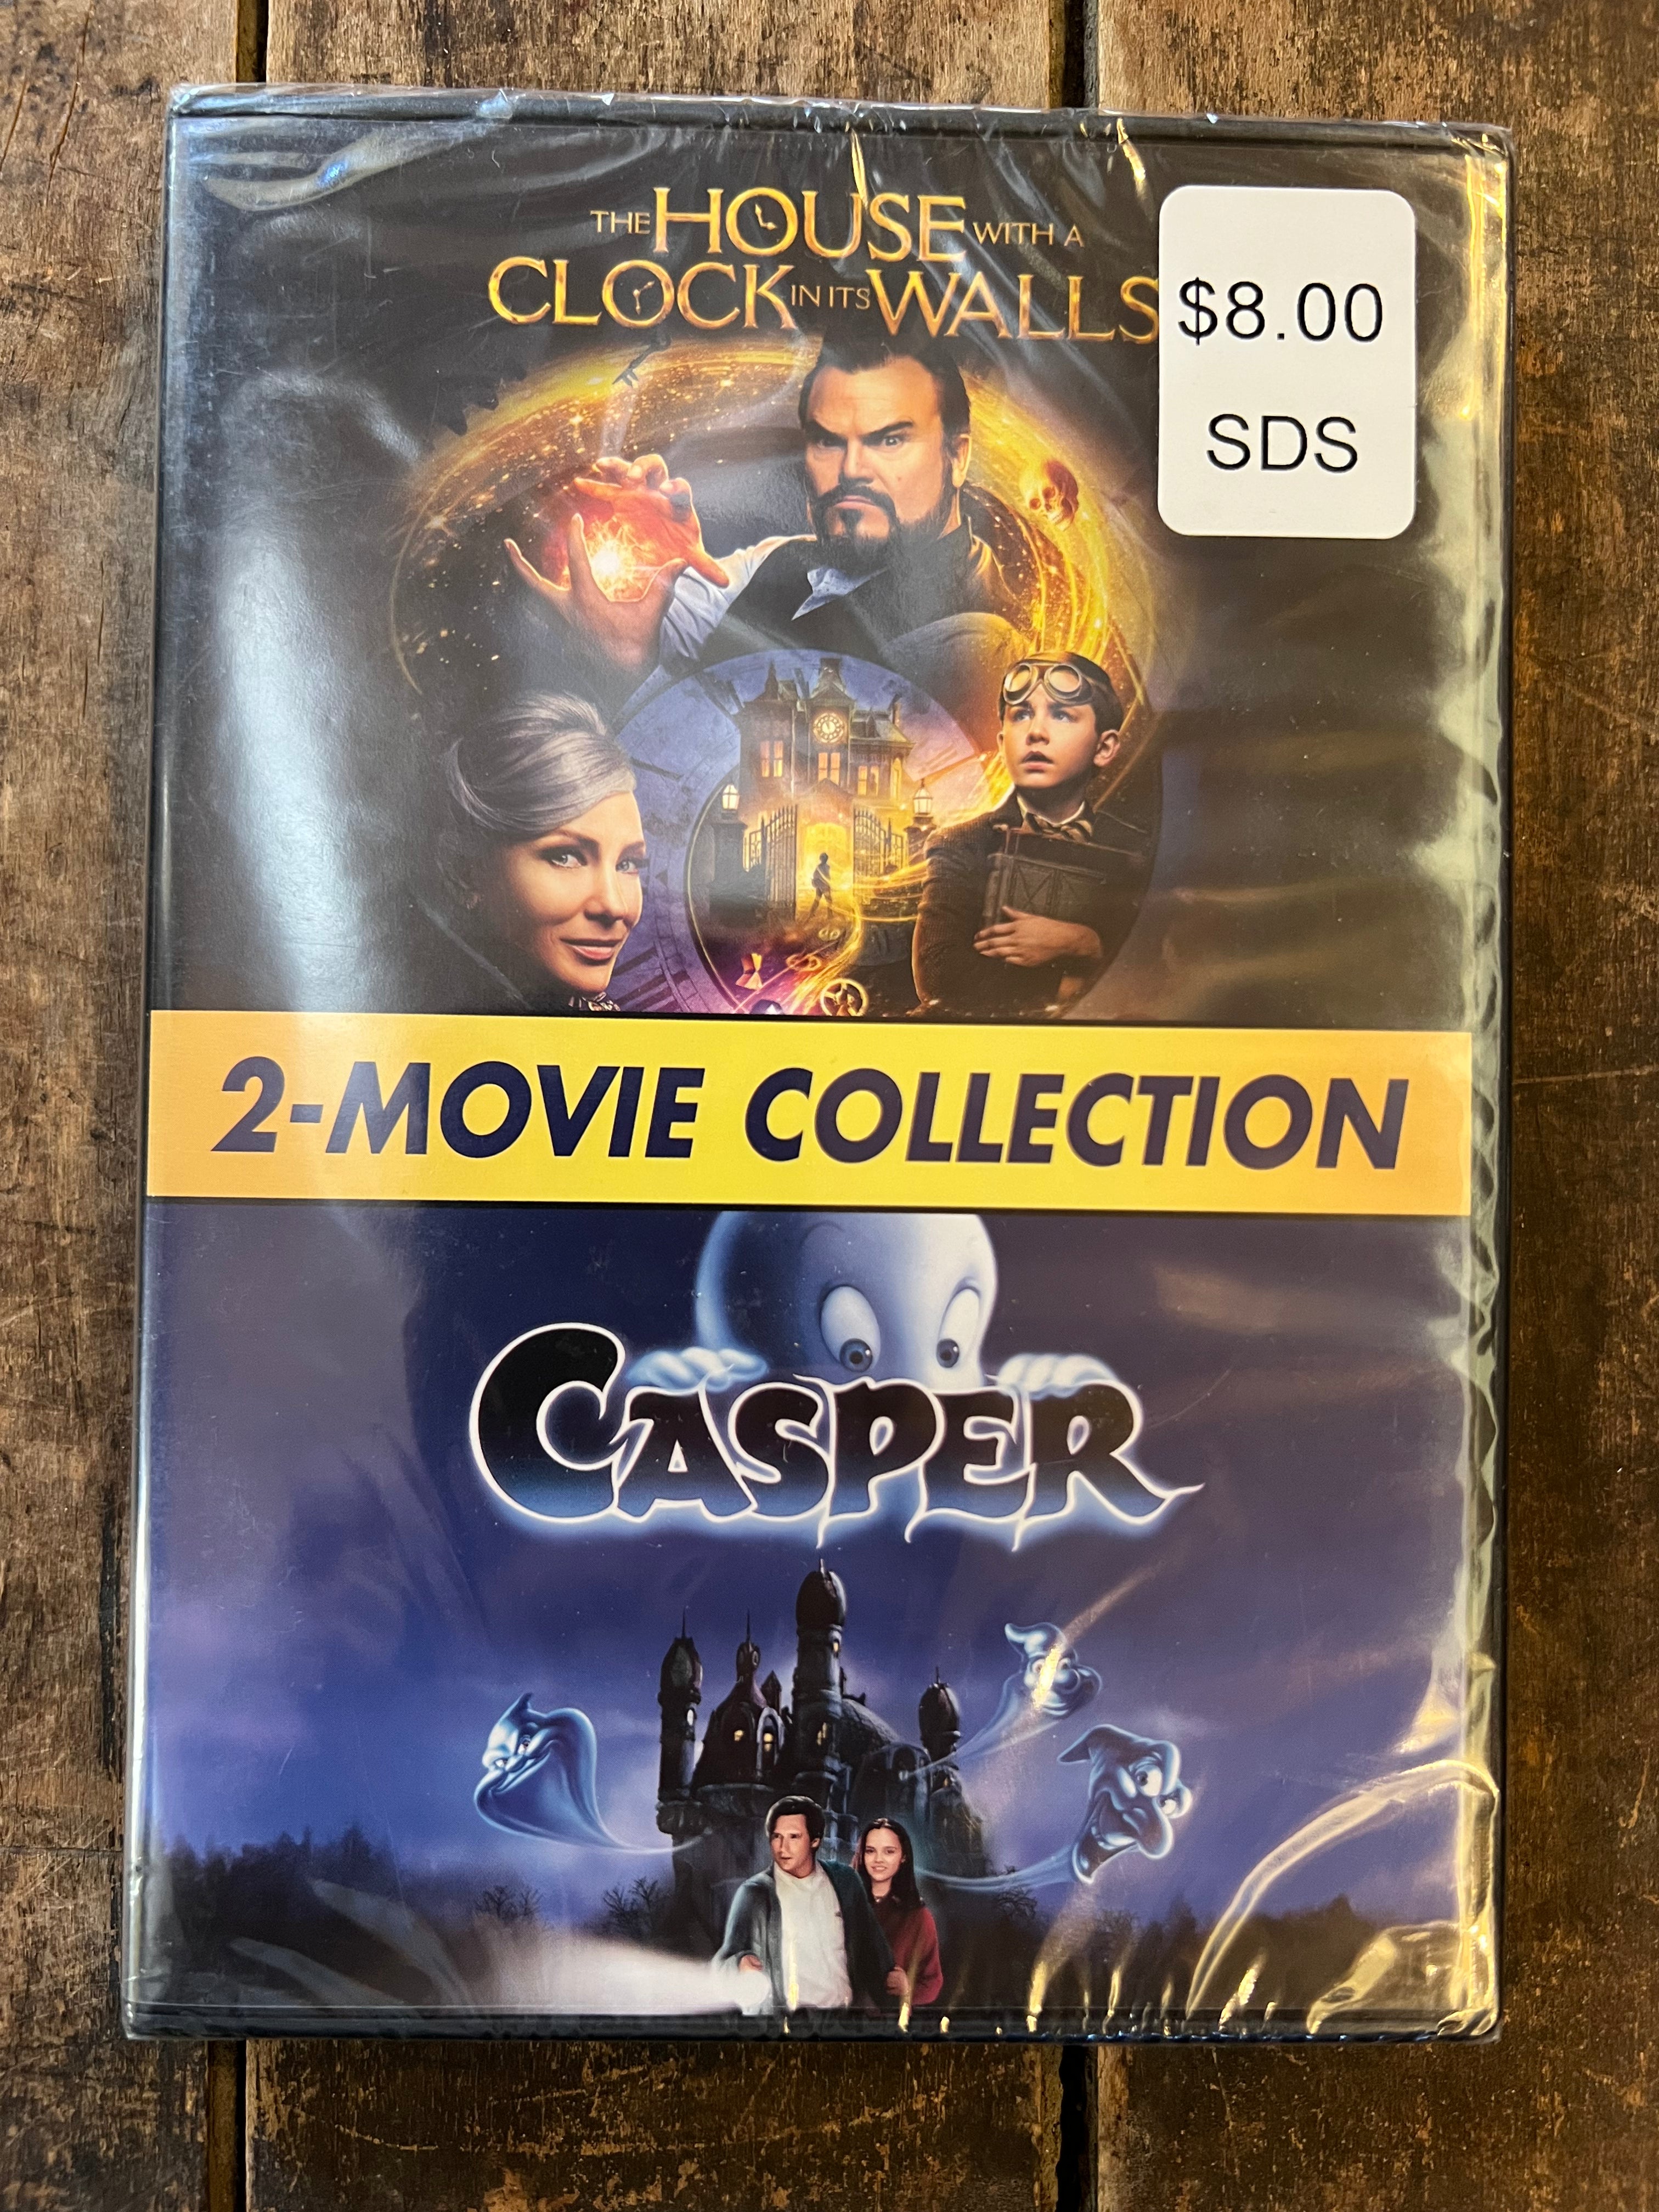 THE HOUSE WITH A
CLOCK IN ITS WALLS
$8.00
SDS
2-MOVIE COLLECTION
CASPER